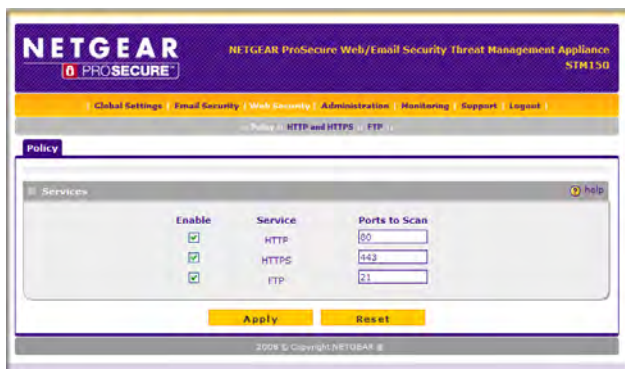 NETGEAR
PROSECURE
NETGEAR ProSecure Web/Email Security Threat Management Appliance
STM150
Global Settings | Email Security | Web Security | Administration | Monitoring | Support | Logout
:: Policy :: HTTP and HTTPS :: FTP ::
Policy
Services
help
Enable Service Ports to Scan
HTTP 80
HTTPS 443
FTP 21
Apply Reset
2008 © Copyright NETGEAR ®